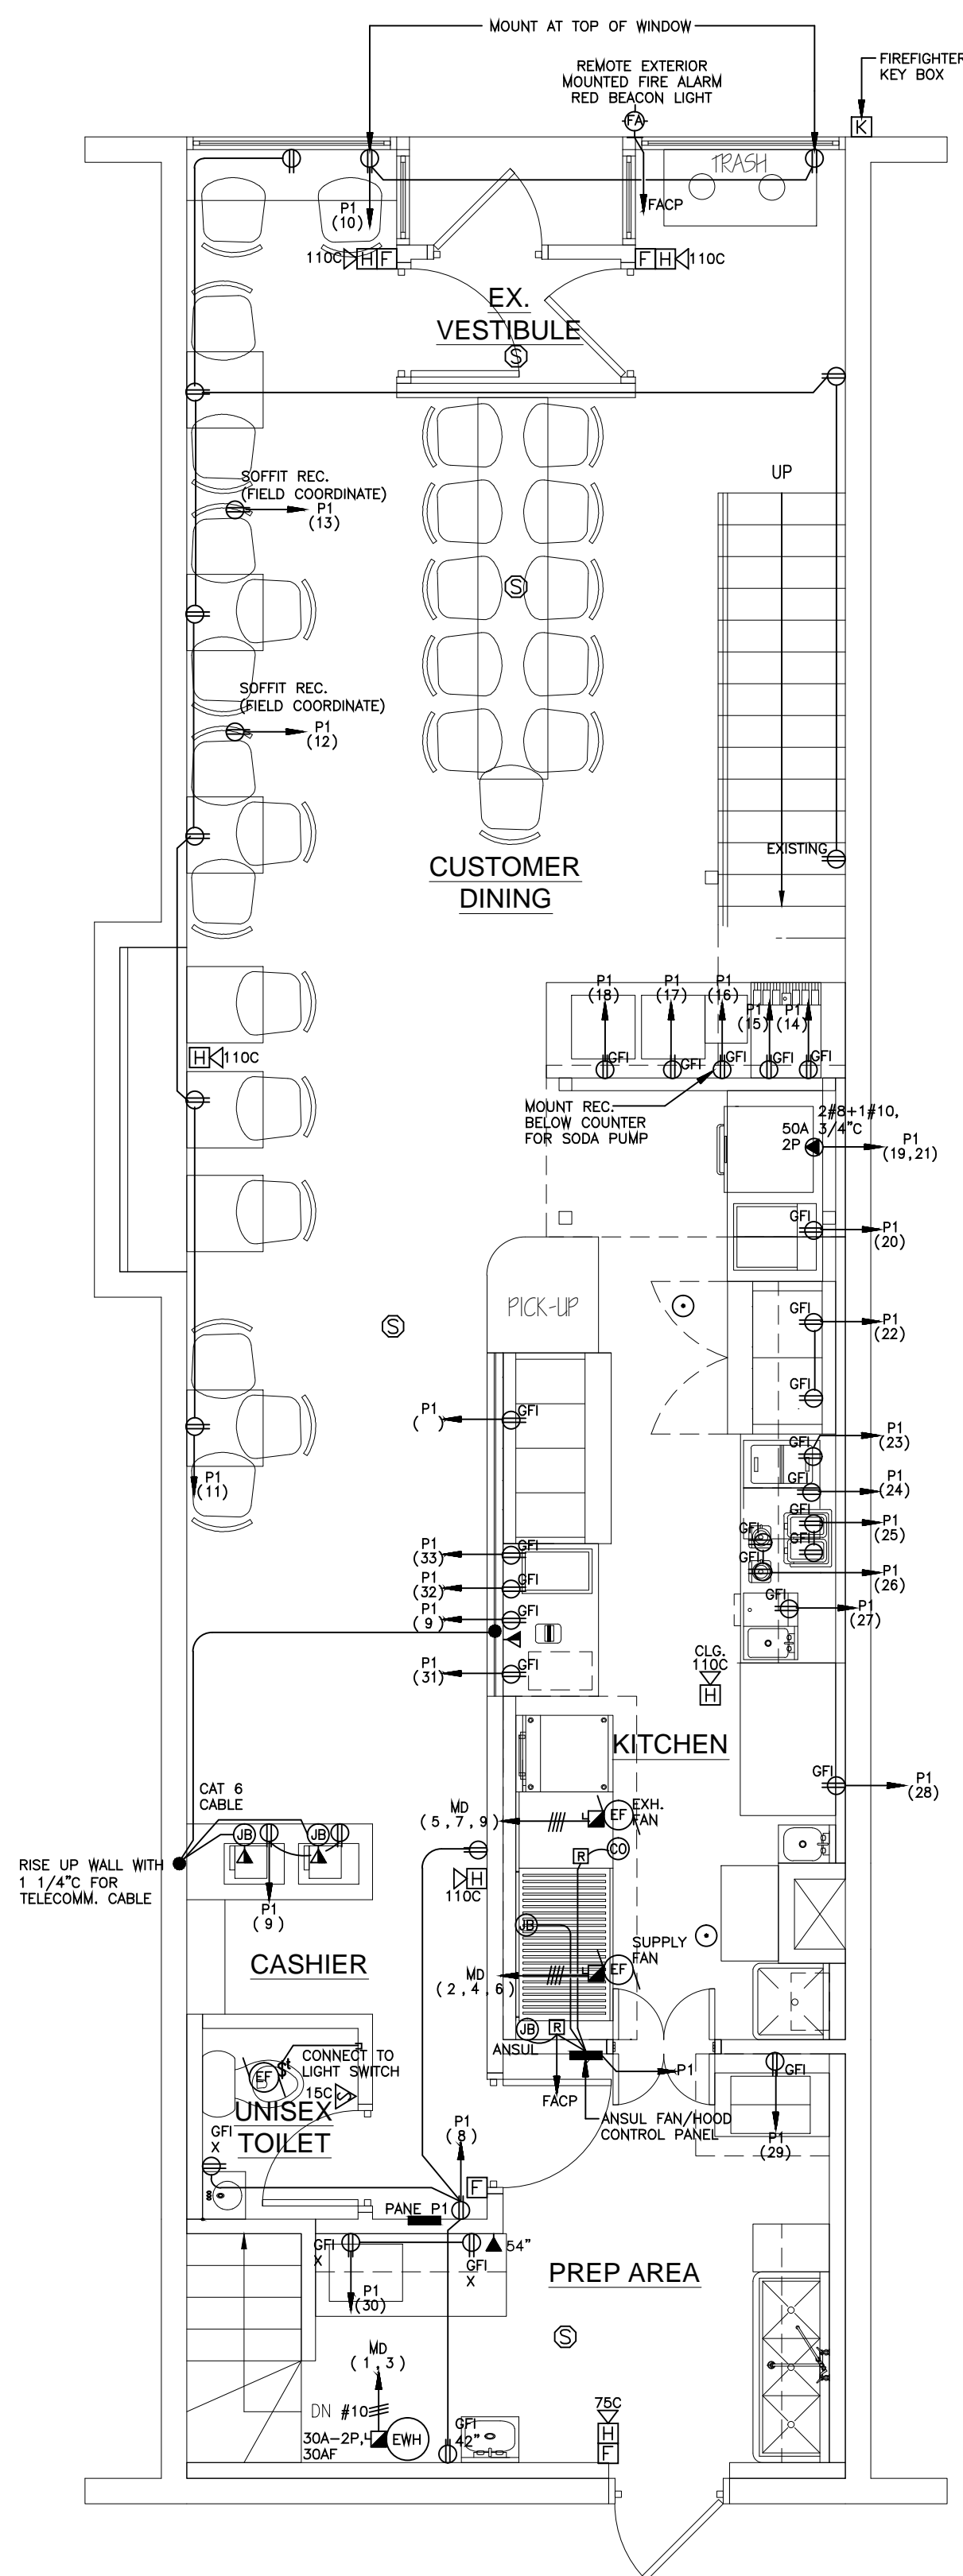 MOUNT AT TOP OF WINDOW
REMOTE EXTERIOR
MOUNTED FIRE ALARM
RED BEACON LIGHT
FIREFIGHTER
KEY BOX
FA
K
TRASH
P1
(10)
FACP
110C
H
F
F
H
110C
EX.
VESTIBULE
S
UP
SOFFIT REC.
(FIELD COORDINATE)
P1
(13)
S
SOFFIT REC.
(FIELD COORDINATE)
P1
(12)
EXISTING
CUSTOMER
DINING
P1
(18)
P1
(17)
P1
(16)
P1
(15)
P1
(14)
GFI
GFI
GFI
GFI
GFI
H
110C
MOUNT REC.
BELOW COUNTER
FOR SODA PUMP
2#8+1#10,
3/4"C
50A
2P
P1
(19,21)
GFI
P1
(20)
PICK-UP
GFI
P1
(22)
S
GFI
P1
( )
GFI
P1
(23)
GFI
P1
(11)
GFI
P1
(24)
GFI
P1
(25)
GFI
GFI
GFI
P1
(26)
P1
(33)
GFI
P1
(32)
GFI
P1
(9)
GFI
GFI
P1
(27)
P1
(31)
GFI
CLG.
110C
H
KITCHEN
GFI
P1
(28)
CAT 6
CABLE
MD
(5,7,9)
EF
EXH.
FAN
JB
JB
R
CO
RISE UP WALL WITH
1 1/4"C FOR
TELECOMM. CABLE
H
110C
P1
(9)
JB
CASHIER
SUPPLY
FAN
MD
(2,4,6)
EF
JB
R
ANSUL
CONNECT TO
LIGHT SWITCH
EF
$t
15C
S
P1
GFI
FACP
ANSUL FAN/HOOD
CONTROL PANEL
UNISEX
TOILET
GFI
X
P1
(8)
P1
(29)
F
PANE P1
GFI
X
GFI
X
54"
P1
(30)
PREP AREA
S
MD
(1,3)
DN
#10
30A-2P,
30AF
EWH
GFI
42"
75C
H
F